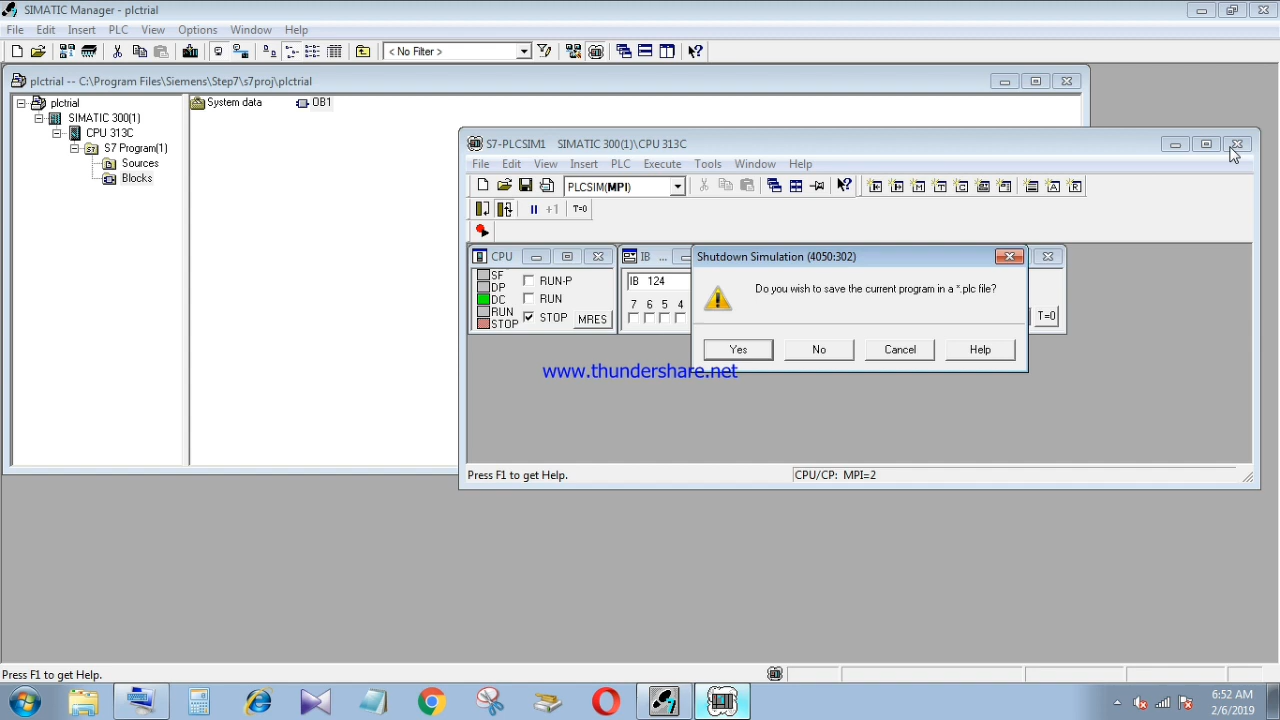 SIMATIC Manager - plctrial
File Edit Insert PLC View Options Window Help
< No Filter >
plctrial -- C:\Program Files\Siemens\Step7\s7proj\plctrial
plctrial
SIMATIC 300(1)
CPU 313C
S7 Program(1)
Sources
Blocks
System data OB1
S7-PLCSIM1 SIMATIC 300(1)\CPU 313C
File Edit View Insert PLC Execute Tools Window Help
PLCSIM(MPI)
+1 T=0
CPU
SF
DP
DC
RUN
STOP
RUN-P
RUN
STOP
MRES
IB ...
IB 124
7 6 5 4
T=0
Shutdown Simulation (4050:302)
Do you wish to save the current program in a *.plc file?
Yes No Cancel Help
www.thundershare.net
Press F1 to get Help.
CPU/CP: MPI=2
Press F1 to get Help.
6:52 AM
2/6/2019